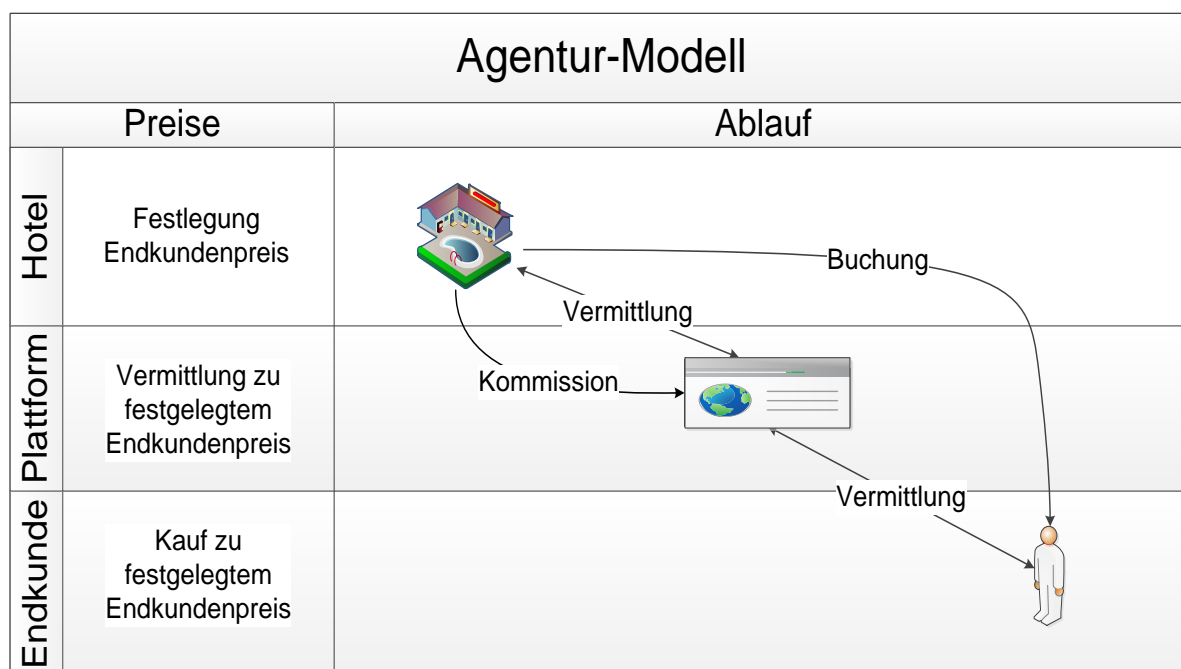 Agentur-Modell
Preise
Ablauf
Hotel
Festlegung
Endkundenpreis
Buchung
Vermittlung
Plattform
Vermittlung zu
festgelegtem
Endkundenpreis
Kommission
Vermittlung
Endkunde
Kauf zu
festgelegtem
Endkundenpreis